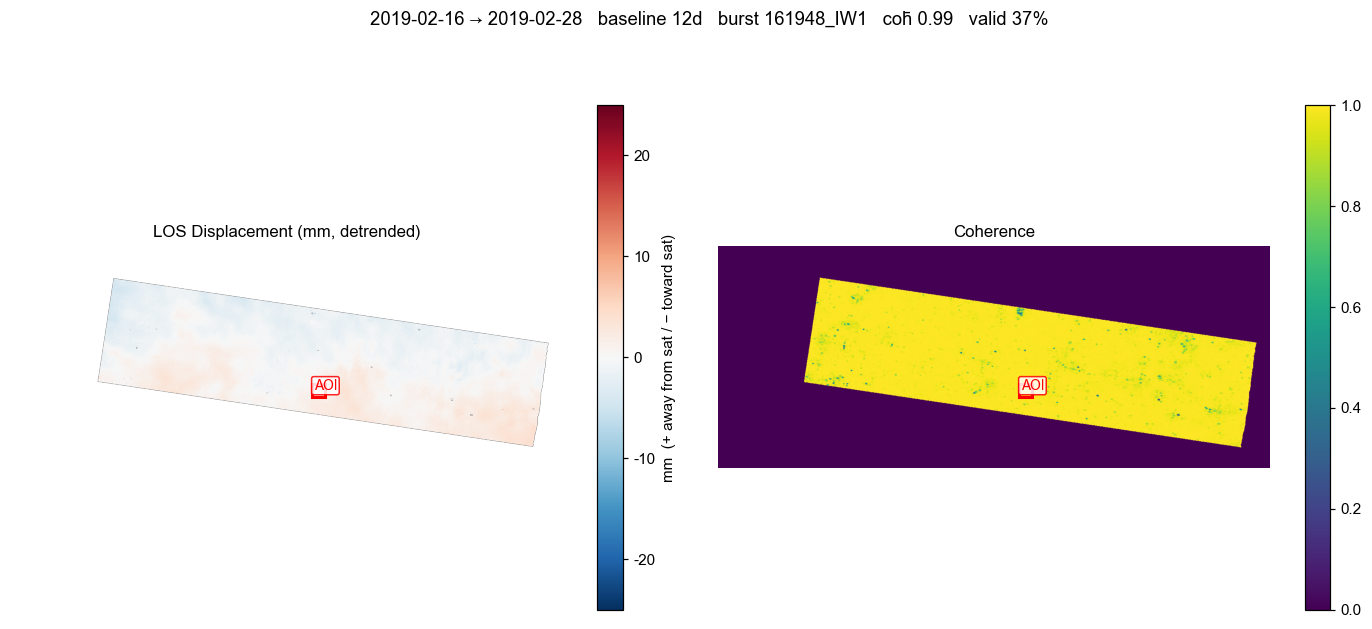 2019-02-16 → 2019-02-28 baseline 12d burst 161948_IW1 coh̄ 0.99 valid 37%
LOS Displacement (mm, detrended)
AOI
20
10
0
-10
-20
mm (+ away from sat / − toward sat)
Coherence
AOI
1.0
0.8
0.6
0.4
0.2
0.0